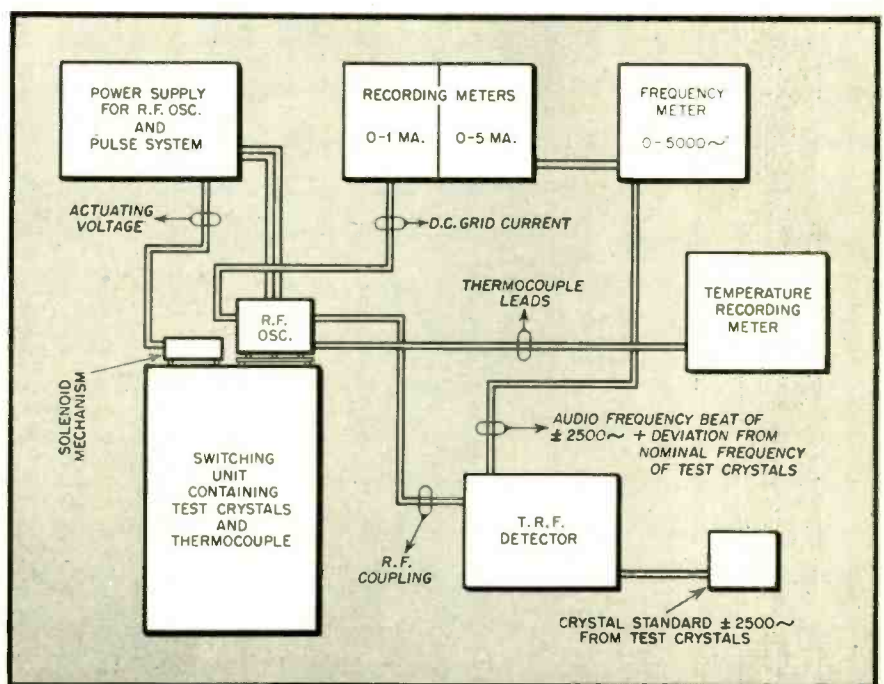 POWER SUPPLY
FOR R.F. OSC.
AND
PULSE SYSTEM
RECORDING METERS
0-1 MA.
0-5 MA.
FREQUENCY
METER
0-5000~
ACTUATING
VOLTAGE
D.C. GRID CURRENT
THERMOCOUPLE
LEADS
TEMPERATURE
RECORDING
METER
R.F.
OSC.
SOLENOID
MECHANISM
SWITCHING
UNIT
CONTAINING
TEST CRYSTALS
AND
THERMOCOUPLE
AUDIO FREQUENCY BEAT OF
±2500~ + DEVIATION FROM
NOMINAL FREQUENCY
OF TEST CRYSTALS
T.R.F.
DETECTOR
R.F.
COUPLING
CRYSTAL STANDARD ±2500~
FROM TEST CRYSTALS